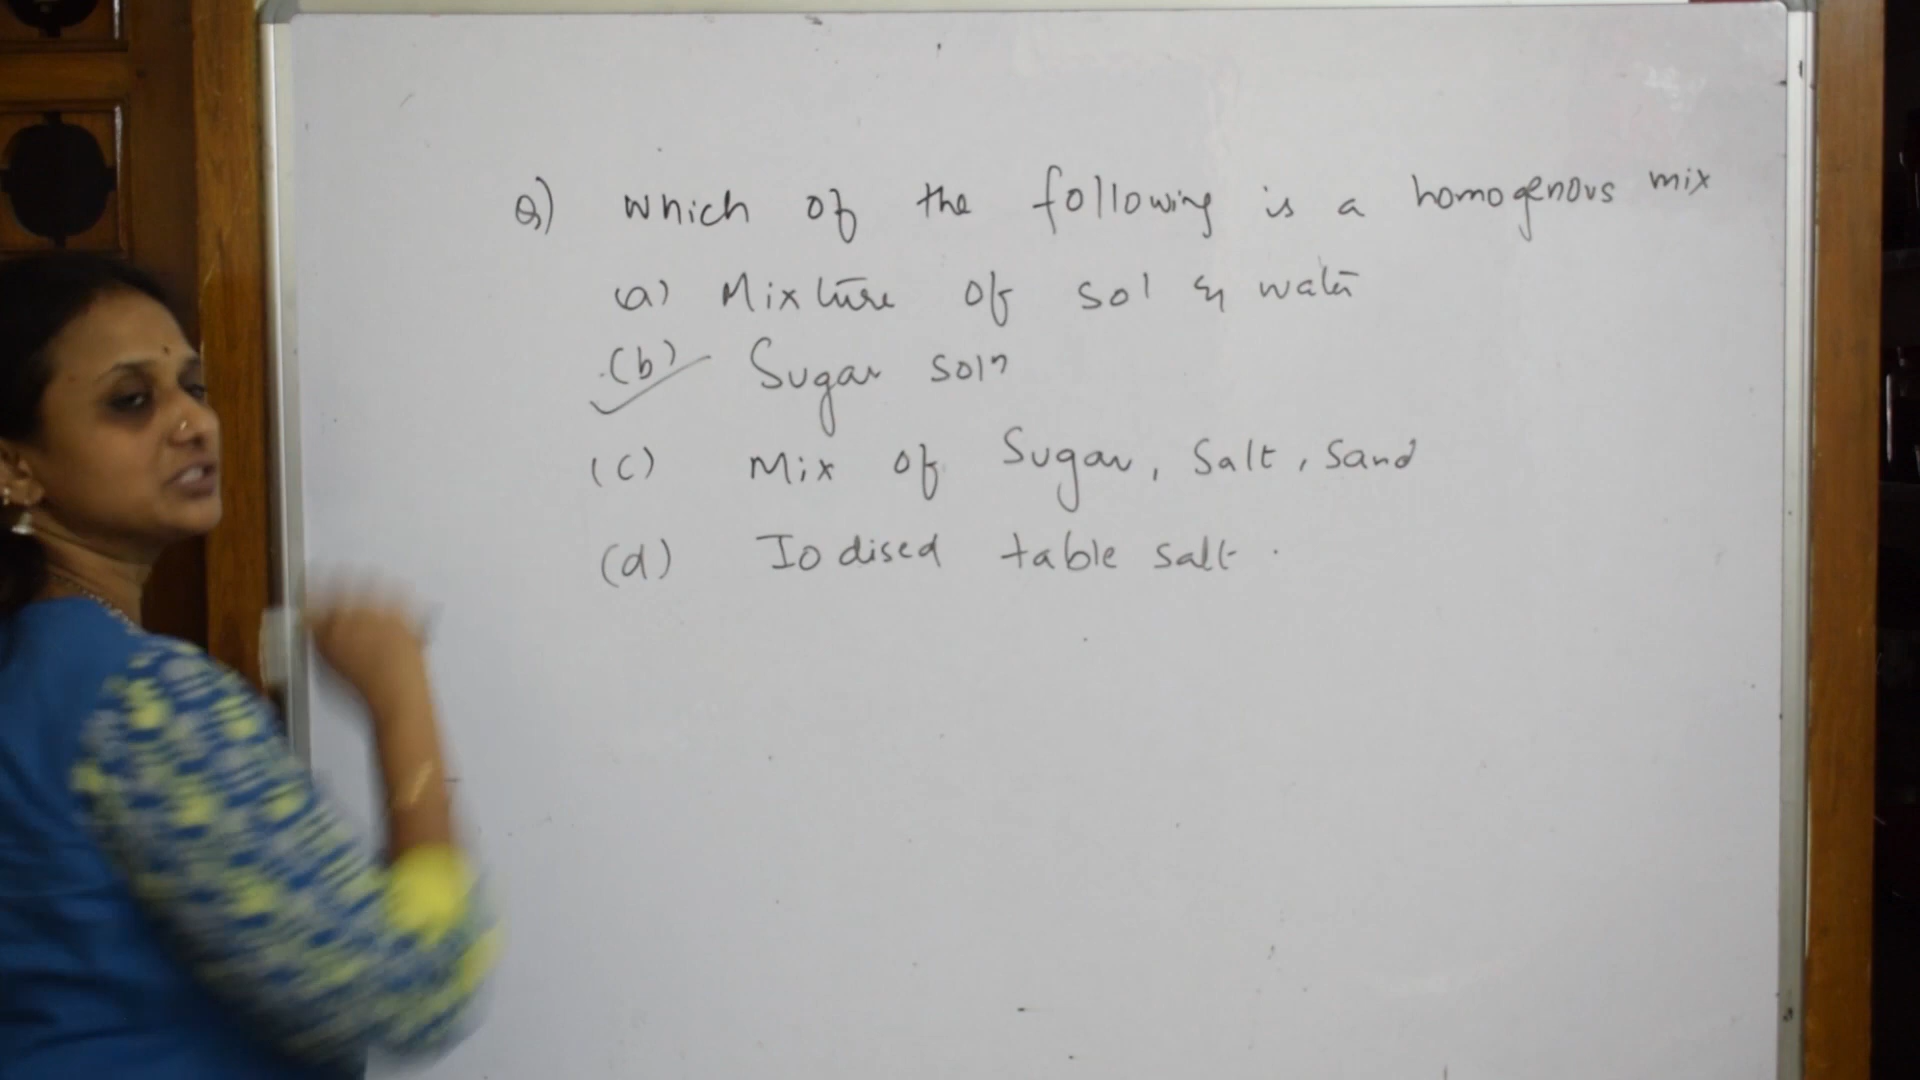 Q) Which of the following is a homogenous mix
(a) Mixture of sol & water
(b) Sugar soln
(c) Mix of Sugar, Salt, Sand
(d) Iodised table salt.